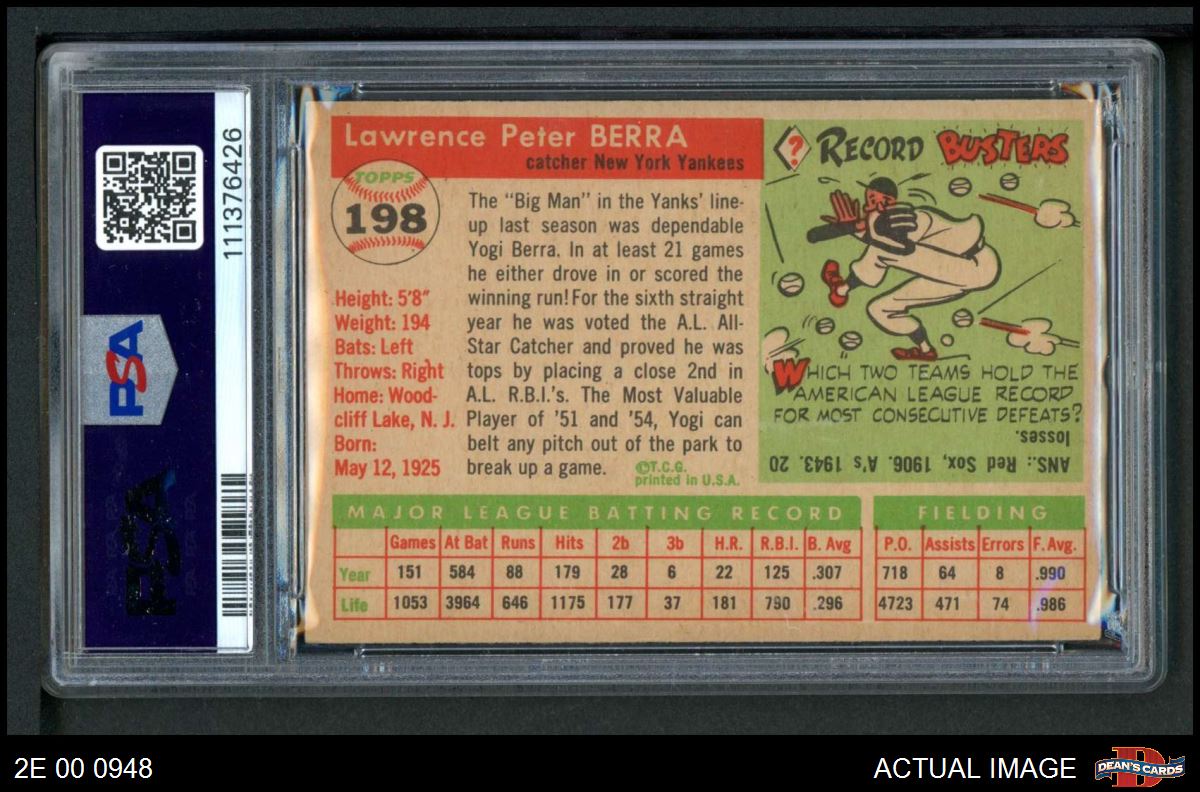 1113764​26
PSA
PSA
Lawrence Peter BERRA
catcher New York Yankees
TOPPS
198
Height: 5'8"
Weight: 194
Bats: Left
Throws: Right
Home: Wood-
cliff Lake, N. J.
Born:
May 12, 1925
The "Big Man" in the Yanks' line-
up last season was dependable
Yogi Berra. In at least 21 games
he either drove in or scored the
winning run! For the sixth straight
year he was voted the A.L. All-
Star Catcher and proved he was
tops by placing a close 2nd in
A.L. R.B.I.'s. The Most Valuable
Player of '51 and '54, Yogi can
belt any pitch out of the park to
break up a game.
©T.C.G.
printed in U.S.A.
? RECORD BUSTERS
WHICH TWO TEAMS HOLD THE
AMERICAN LEAGUE RECORD
FOR MOST CONSECUTIVE DEFEATS?
ANS.: Red Sox, 1906. A's 1943. 20
losses.
MAJOR LEAGUE BATTING RECORD
FIELDING
Games At Bat Runs Hits 2b 3b H.R. R.B.I. B. Avg P.O. Assists Errors F. Avg.
Year 151 584 88 179 28 6 22 125 .307 718 64 8 .990
Life 1053 3964 646 1175 177 37 181 790 .296 4723 471 74 .986
2E 00 0948
ACTUAL IMAGE
D
DEAN'S CARDS